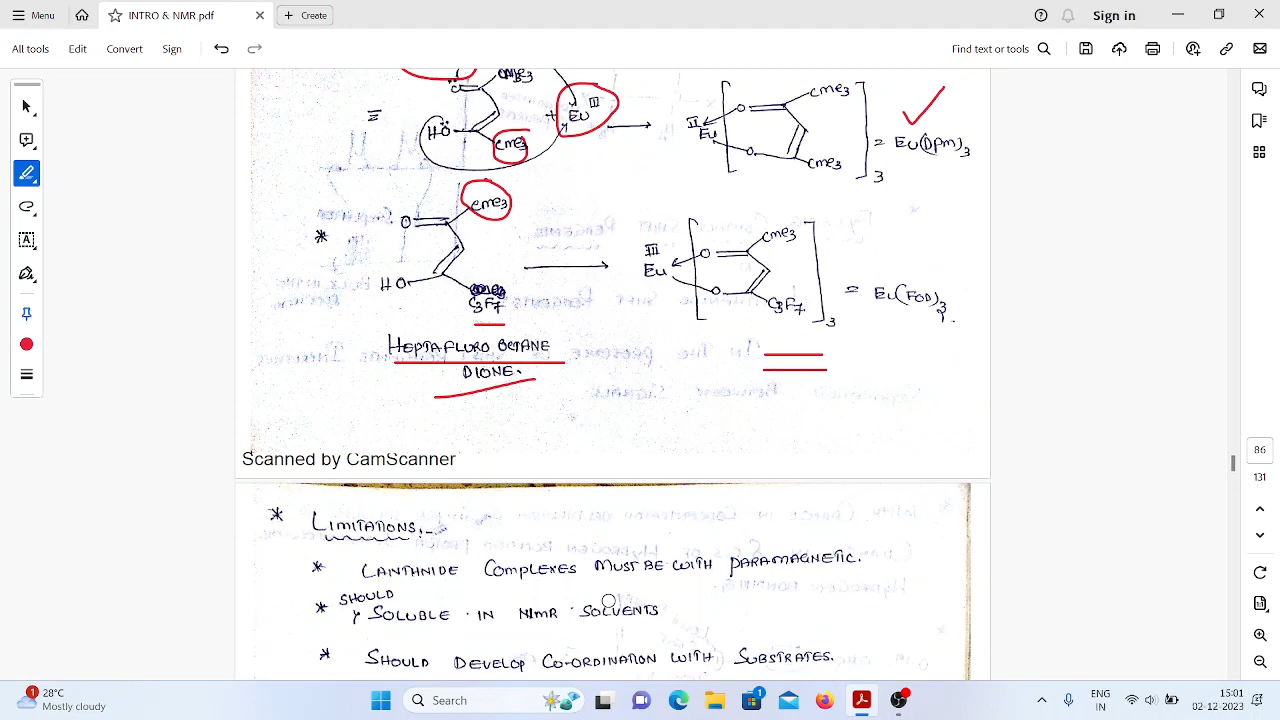 Menu
INTRO & NMR pdf
Create
Sign in
All tools
Edit
Convert
Sign
Find text or tools
cme3
HO
cme3
+ Eu III
≡
II
Eu
O
cme3
O
cme3
3
= Eu(Dpm)3
*
O
cme3
HO
C3F7
III
Eu
O
cme3
O
C3F7
3
= Eu(FOD)3
HEPTAFLURO OCTANE
DIONE.
Scanned by CamScanner
* LIMITATIONS:-
* LANTHNIDE COMPLEXES MUST BE WITH PARAMAGNETIC.
SHOULD
* SOLUBLE IN NMR SOLVENTS
* SHOULD DEVELOP CO-ORDINATION WITH SUBSTRATES.
86
131
1
28°C
Mostly cloudy
Search
1
ENG
IN
15:01
02-12-2023